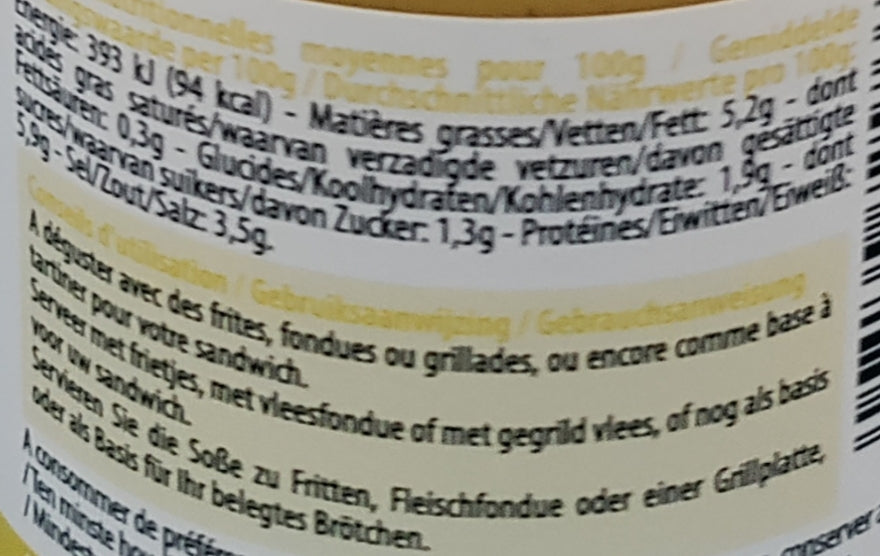 nutritionnelles moyennes pour 100g / Gemiddelde
per 100g / Durchschnittliche Nährwerte pro 100g:
Energie: 393 kJ (94 kcal) - Matières grasses/Vetten/Fett: 5,2g - dont
acides gras saturés/waarvan verzadigde vetzuren/davon gesättigte
Fettsäuren: 0,3g - Glucides/Koolhydraten/Kohlenhydrate: 1,9g - dont
sucres/waarvan suikers/davon Zucker: 1,3g - Protéines/Eiwitten/Eiweiß:
5,9g - Sel/Zout/Salz: 3,5g.
Conseils d'utilisation / Gebruiksaanwijzing / Gebrauchsanweisung
A déguster avec des frites, fondues ou grillades, ou encore comme base à
tartiner pour votre sandwich.
Serveer met frietjes, met vleesfondue of met gegrild vlees, of nog als basis
voor uw sandwich.
Servieren Sie die Soße zu Fritten, Fleischfondue oder einer Grillplatte,
oder als Basis für Ihr belegtes Brötchen.
A consommer de
/Ten minste